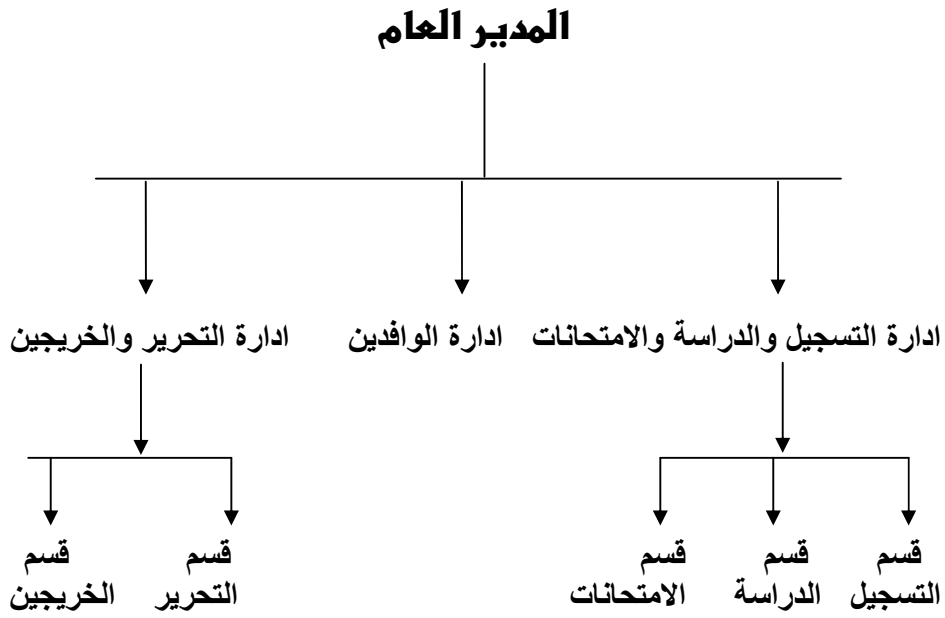 المدير العام
ادارة التسجيل والدراسة والامتحانات
ادارة الوافدين
ادارة التحرير والخريجين
قسم
التسجيل
قسم
الدراسة
قسم
الامتحانات
قسم
التحرير
قسم
الخريجين